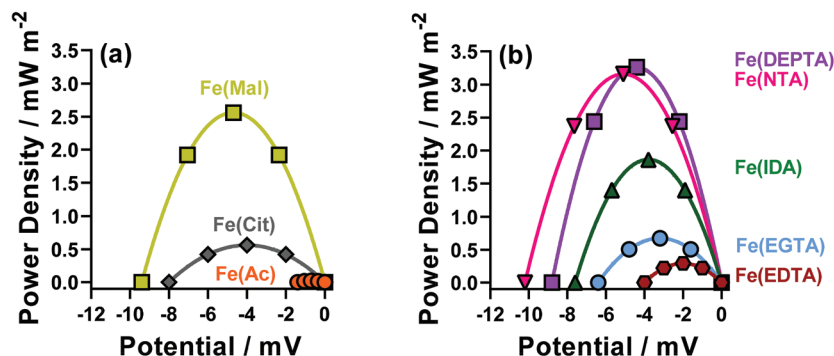 (a)
Power Density / mW m-2
3.5
3.0
2.5
2.0
1.5
1.0
0.5
0.0
Fe(Mal)
Fe(Cit)
Fe(Ac)
-12 -10 -8 -6 -4 -2 0
Potential / mV
(b)
Power Density / mW m-2
3.5
3.0
2.5
2.0
1.5
1.0
0.5
0.0
Fe(DEPTA)
Fe(NTA)
Fe(IDA)
Fe(EGTA)
Fe(EDTA)
-12 -10 -8 -6 -4 -2 0
Potential / mV